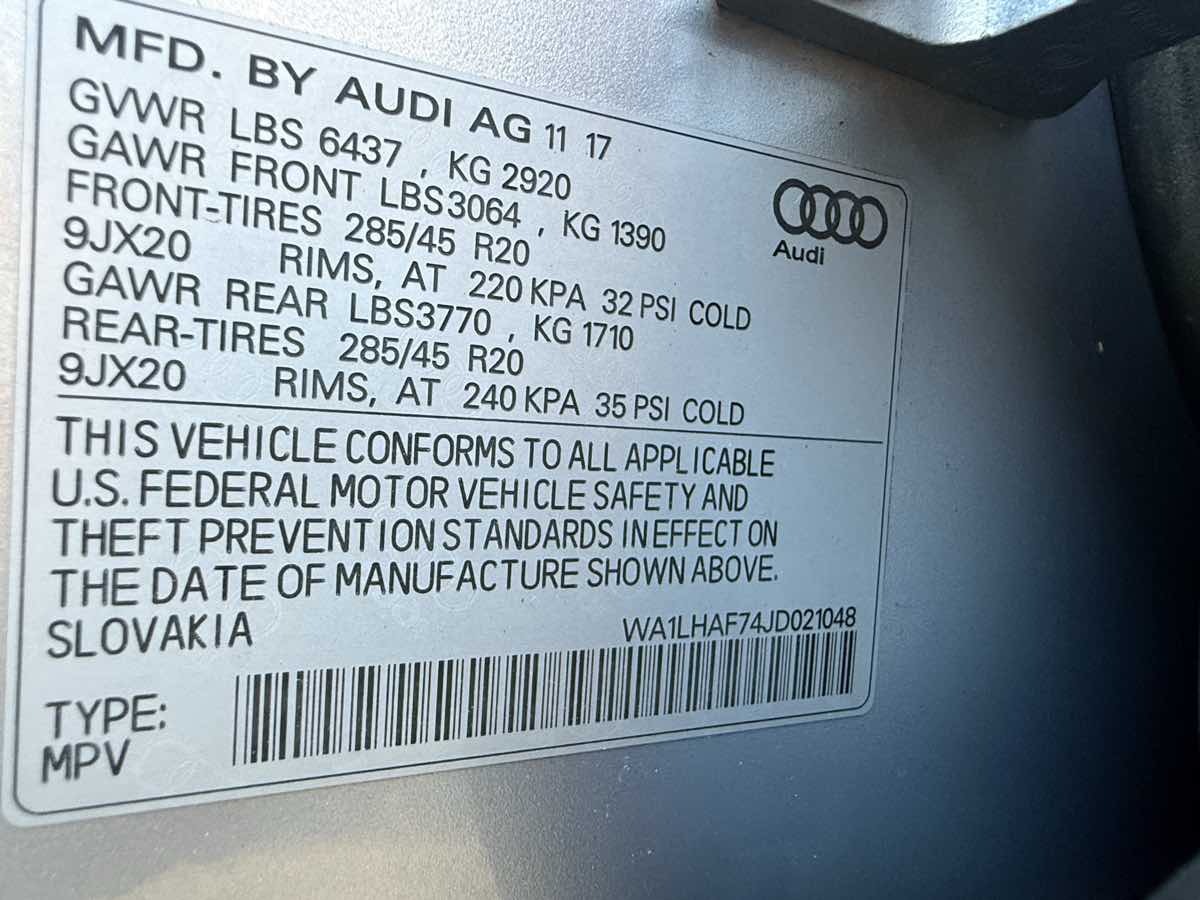 MFD. BY AUDI AG 11 17
GVWR LBS 6437 , KG 2920
GAWR FRONT LBS3064 , KG 1390
FRONT-TIRES 285/45 R20
9JX20 RIMS, AT 220 KPA 32 PSI COLD
GAWR REAR LBS3770 , KG 1710
REAR-TIRES 285/45 R20
9JX20 RIMS, AT 240 KPA 35 PSI COLD
Audi
THIS VEHICLE CONFORMS TO ALL APPLICABLE
U.S. FEDERAL MOTOR VEHICLE SAFETY AND
THEFT PREVENTION STANDARDS IN EFFECT ON
THE DATE OF MANUFACTURE SHOWN ABOVE.
SLOVAKIA
WA1LHAF74JD021048
TYPE:
MPV